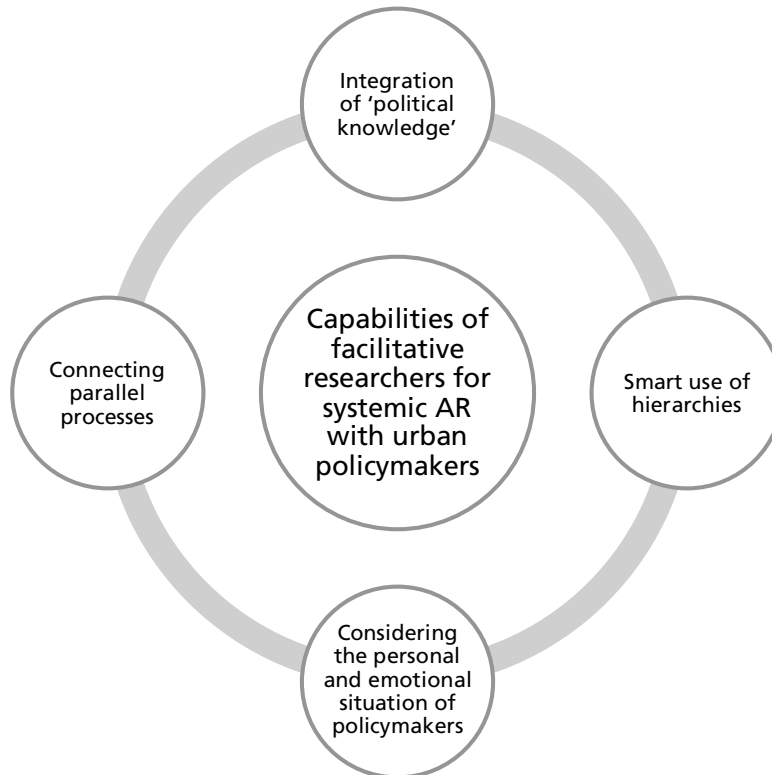 Integration
of ‘political
knowledge’
Capabilities of
facilitative
researchers for
systemic AR
with urban
policymakers
Connecting
parallel
processes
Smart use of
hierarchies
Considering
the personal
and emotional
situation of
policymakers